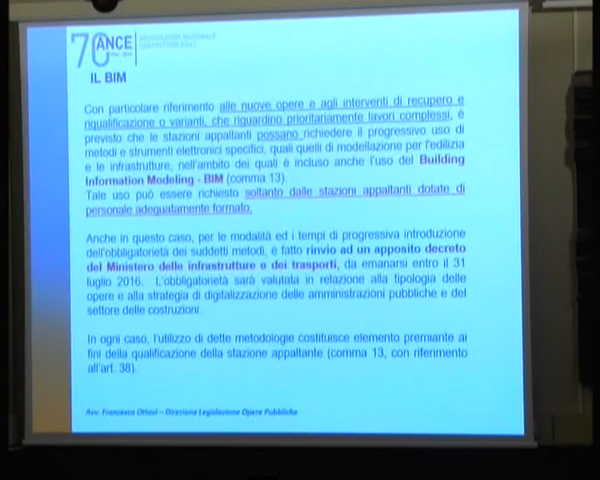 70 ANCE
ASSOCIAZIONE NAZIONALE
COSTRUTTORI EDILI
IL BIM
Con particolare riferimento alle nuove opere e agli interventi di recupero e
riqualificazione o varianti, che riguardino prioritariamente lavori complessi, è
previsto che le stazioni appaltanti possano richiedere il progressivo uso di
metodi e strumenti elettronici specifici, quali quelli di modellazione per l'edilizia
e le infrastrutture, nell'ambito dei quali è incluso anche l'uso del Building
Information Modeling - BIM (comma 13).
Tale uso può essere richiesto soltanto dalle stazioni appaltanti dotate di
personale adeguatamente formato.
Anche in questo caso, per le modalità ed i tempi di progressiva introduzione
dell'obbligatorietà dei suddetti metodi, è fatto rinvio ad un apposito decreto
del Ministero delle infrastrutture e dei trasporti, da emanarsi entro il 31
luglio 2016. L'obbligatorietà sarà valutata in relazione alla tipologia delle
opere e alla strategia di digitalizzazione delle amministrazioni pubbliche e del
settore delle costruzioni.
In ogni caso, l'utilizzo di dette metodologie costituisce elemento premiante ai
fini della qualificazione della stazione appaltante (comma 13, con riferimento
all'art. 38).
Avv. Francesca Ottavi – Direzione Legislazione Opere Pubbliche